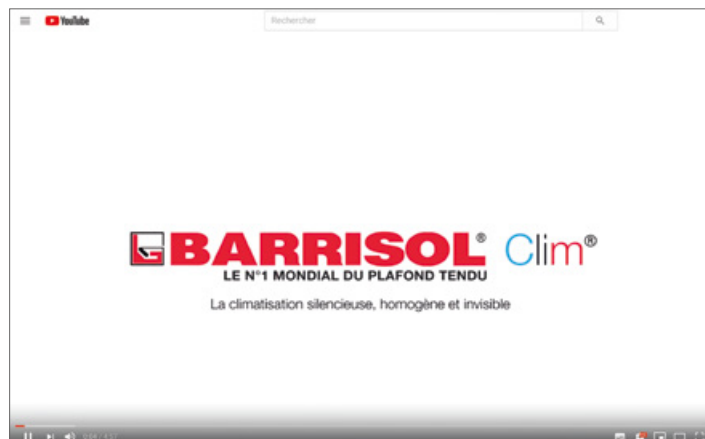 YouTube
Rechercher
BARRISOL® Clim®
LE N°1 MONDIAL DU PLAFOND TENDU
La climatisation silencieuse, homogène et invisible